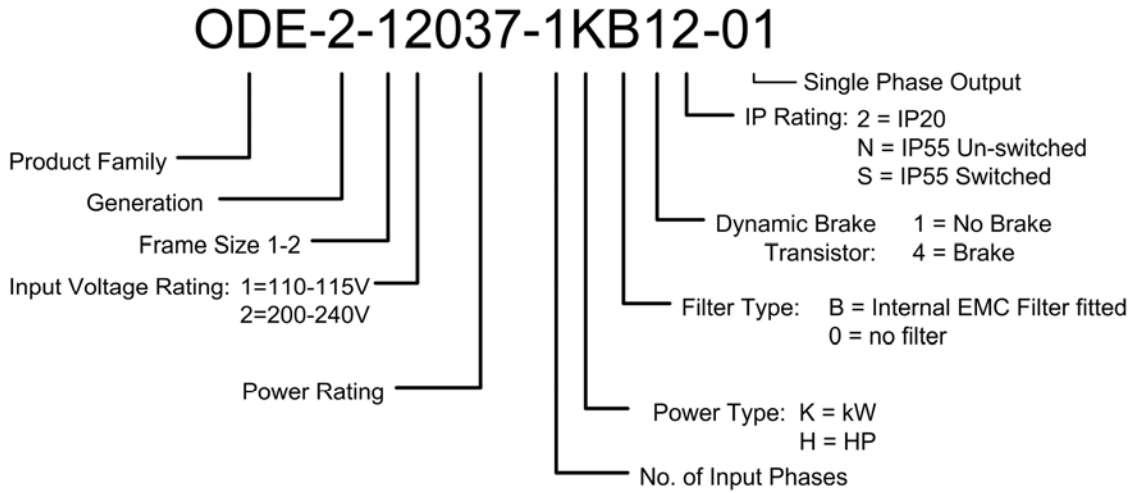 ODE-2-12037-1KB12-01
Single Phase Output
IP Rating: 2 = IP20
N = IP55 Un-switched
S = IP55 Switched
Product Family
Generation
Frame Size 1-2
Dynamic Brake 1 = No Brake
Transistor: 4 = Brake
Input Voltage Rating: 1=110-115V
2=200-240V
Filter Type: B = Internal EMC Filter fitted
0 = no filter
Power Rating
Power Type: K = kW
H = HP
No. of Input Phases